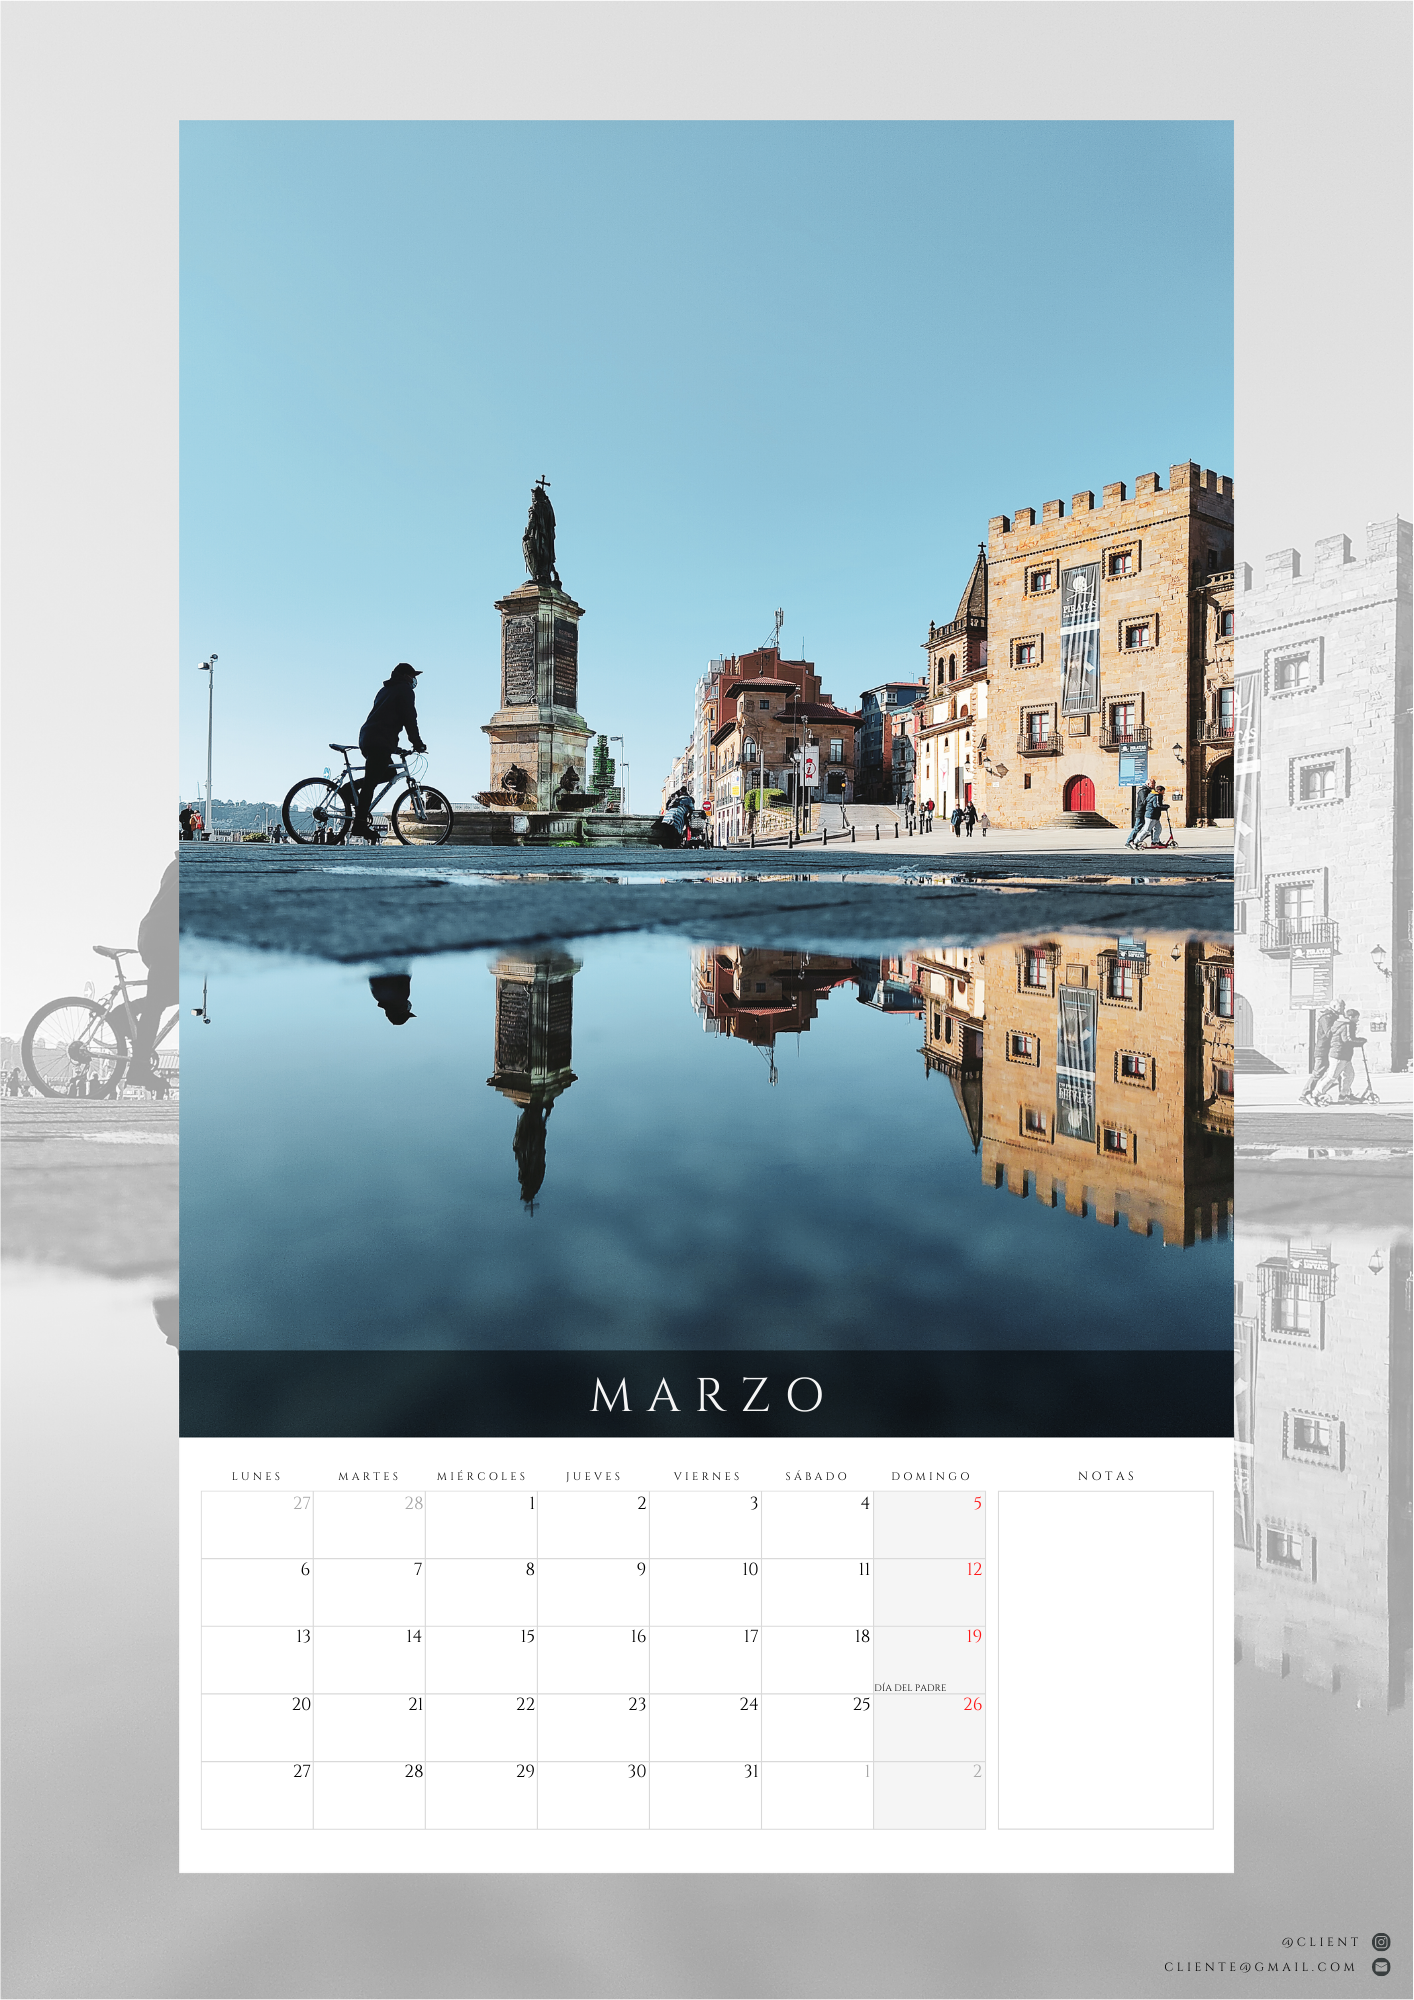 PIRATAS
MARZO
LUNES MARTES MIÉRCOLES JUEVES VIERNES SÁBADO DOMINGO NOTAS
27 28 1 2 3 4 5
6 7 8 9 10 11 12
13 14 15 16 17 18 19
DÍA DEL PADRE
20 21 22 23 24 25 26
27 28 29 30 31 1 2
@CLIENT
CLIENTE@GMAIL.COM